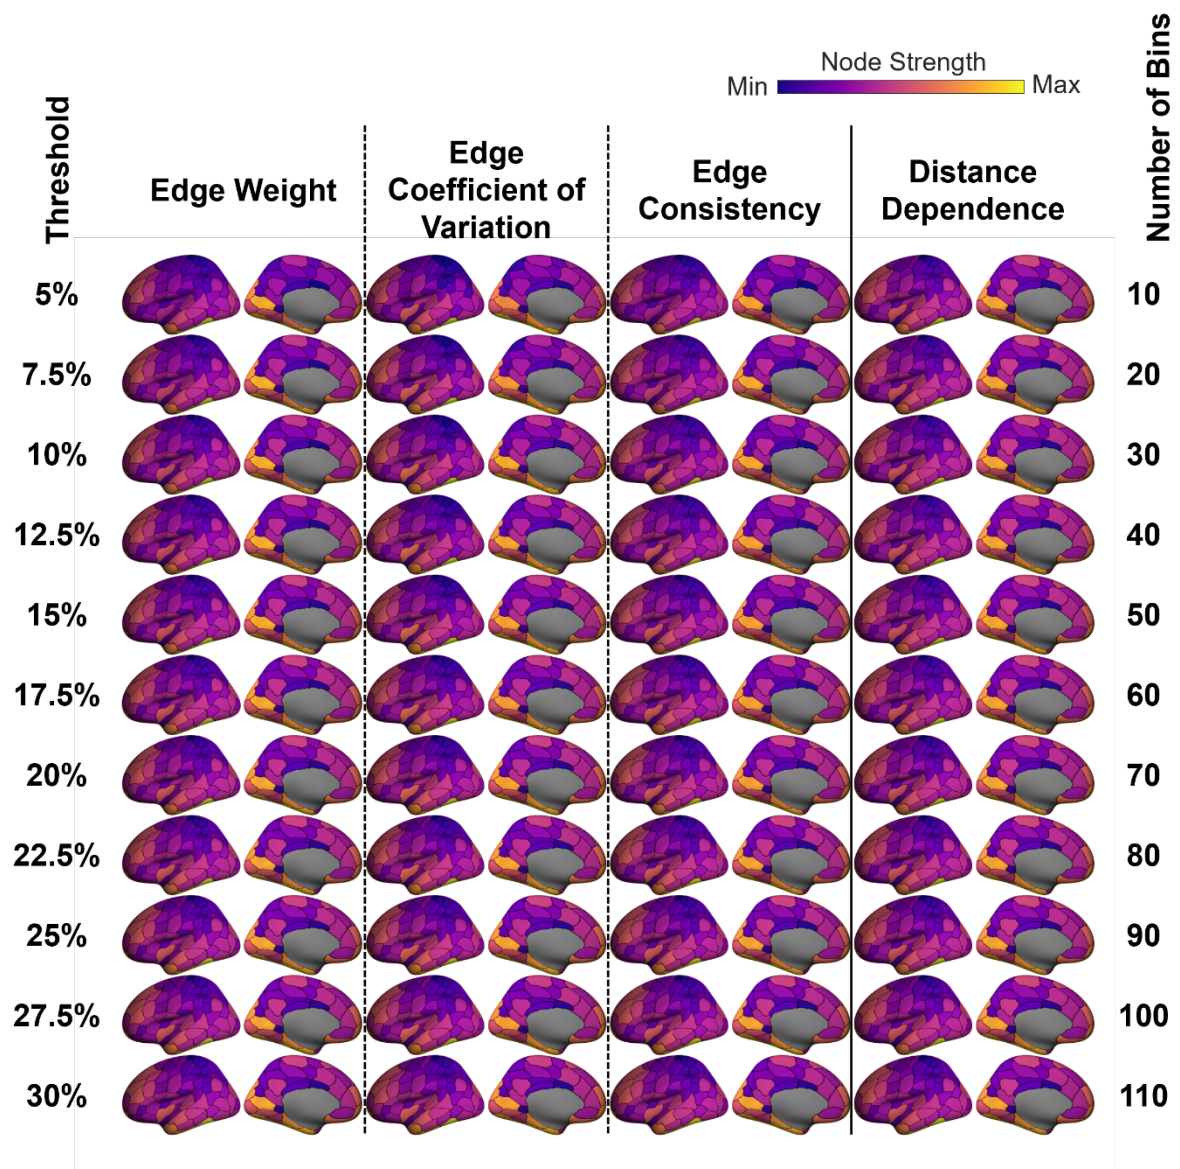 Node Strength
Min
Max
Threshold
Number of Bins
Edge Weight
Edge
Coefficient of
Variation
Edge
Consistency
Distance
Dependence
5%
10
7.5%
20
10%
30
12.5%
40
15%
50
17.5%
60
20%
70
22.5%
80
25%
90
27.5%
100
30%
110